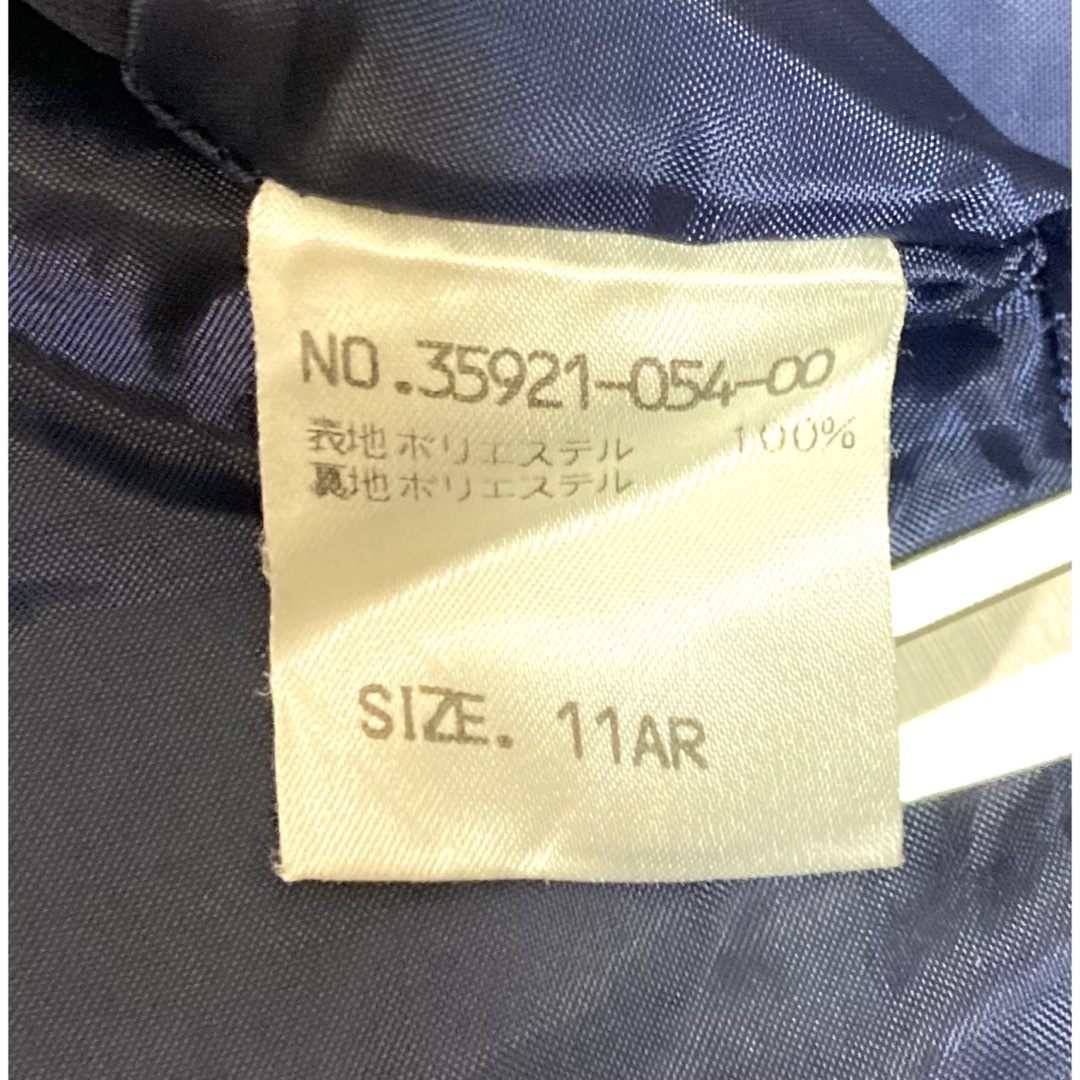 NO.35921-054-00
表地ポリエステル 100%
裏地ポリエステル
SIZE. 11AR